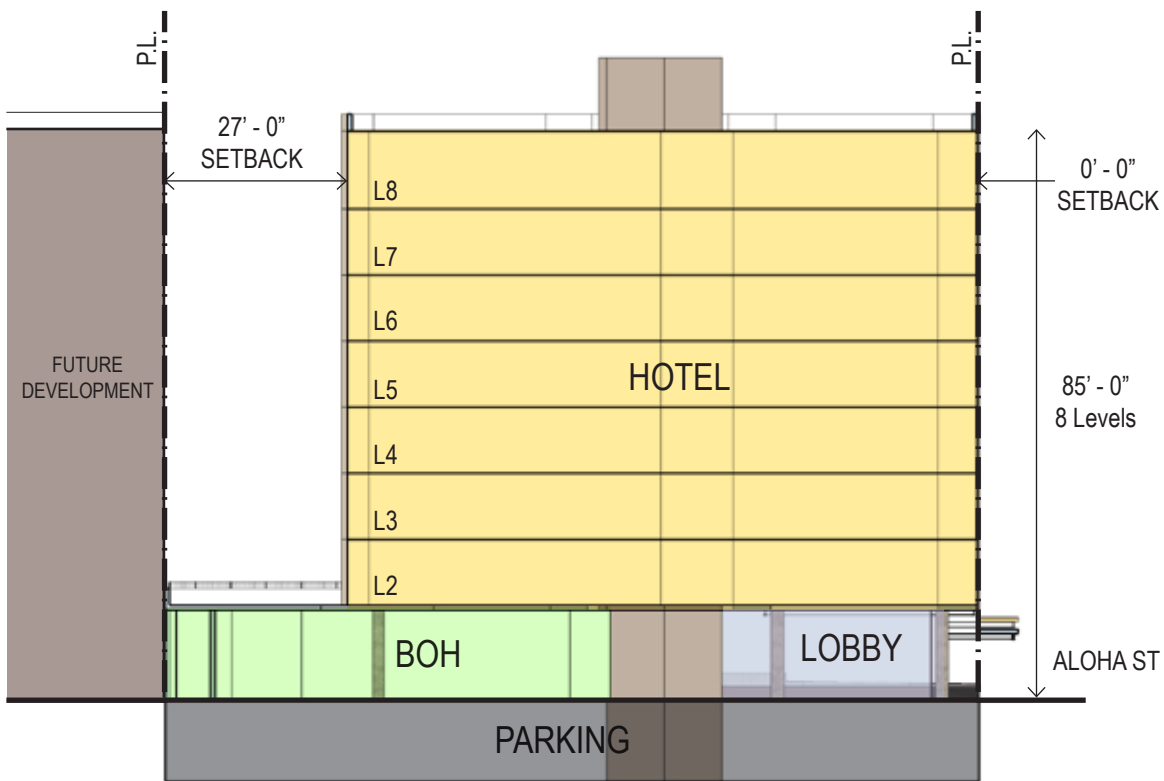 P.L.
P.L.
27' - 0"
SETBACK
0' - 0"
SETBACK
L8
L7
L6
FUTURE
DEVELOPMENT
HOTEL
L5
85' - 0"
8 Levels
L4
L3
L2
BOH
LOBBY
ALOHA ST
PARKING